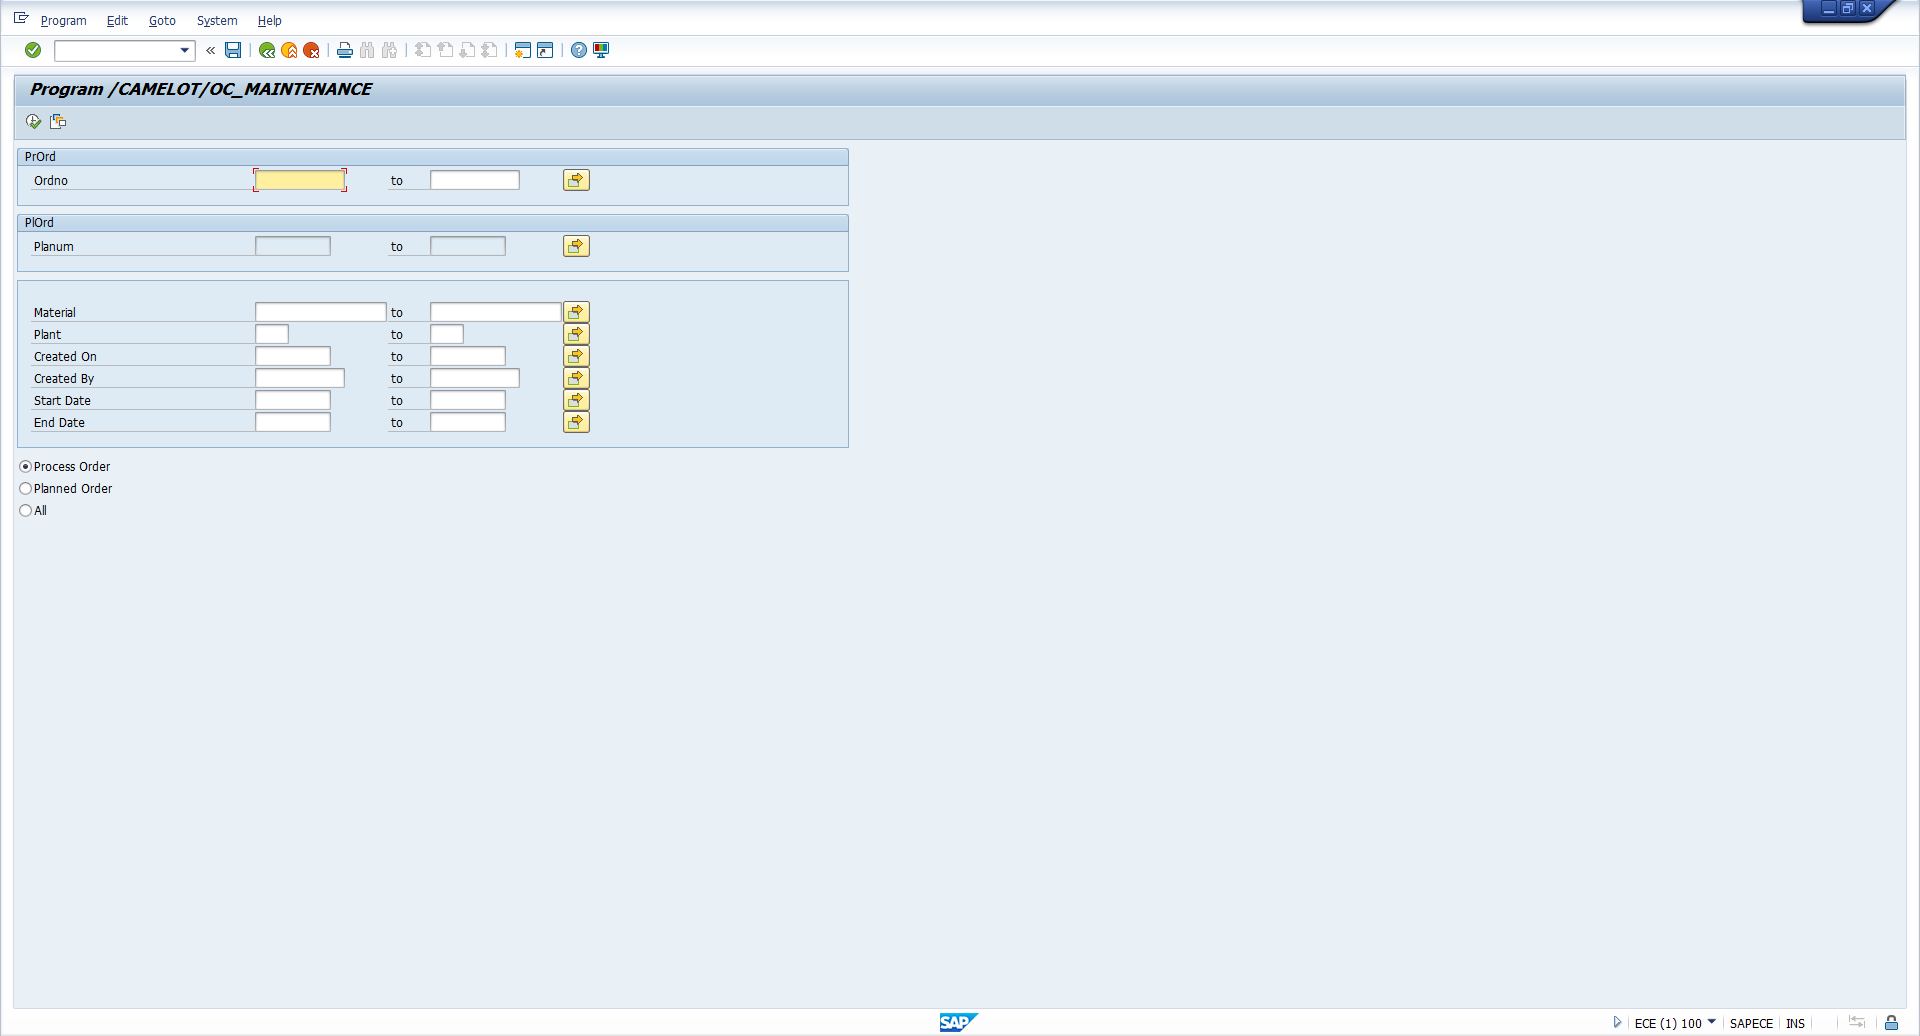 Program Edit Goto System Help
Program /CAMELOT/OC_MAINTENANCE
PrOrd
Ordno to
PlOrd
Planum to
Material to
Plant to
Created On to
Created By to
Start Date to
End Date to
Process Order
Planned Order
All
SAP ECE (1) 100 SAPECE INS